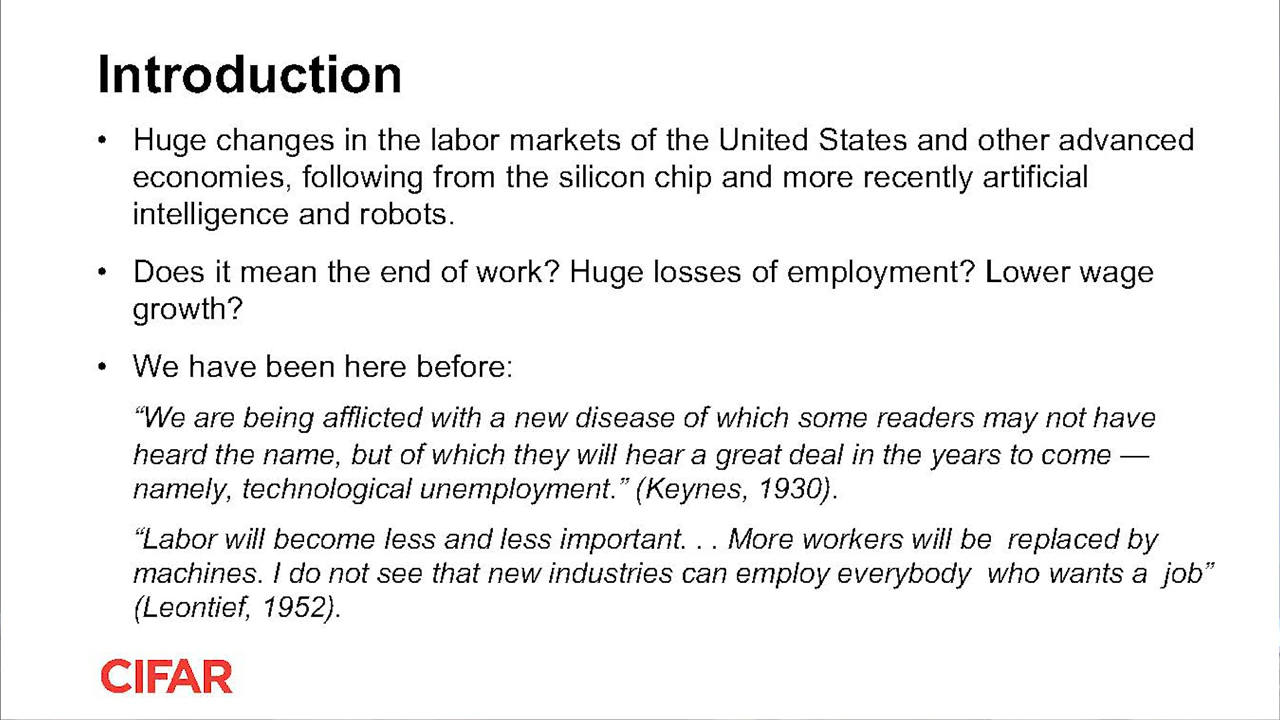 Introduction
• Huge changes in the labor markets of the United States and other advanced
economies, following from the silicon chip and more recently artificial
intelligence and robots.
• Does it mean the end of work? Huge losses of employment? Lower wage
growth?
• We have been here before:
“We are being afflicted with a new disease of which some readers may not have
heard the name, but of which they will hear a great deal in the years to come —
namely, technological unemployment.” (Keynes, 1930).
“Labor will become less and less important. . . More workers will be replaced by
machines. I do not see that new industries can employ everybody who wants a job”
(Leontief, 1952).
CIFAR